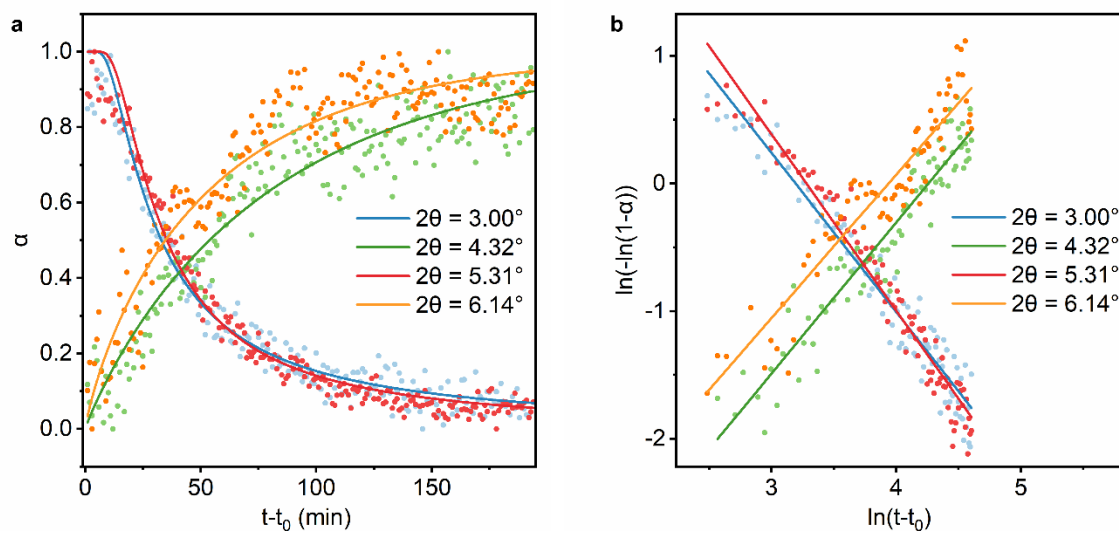 a
1.0
0.8
0.6
0.4
0.2
0.0
α
0
50
100
150
t-t₀ (min)
2θ = 3.00°
2θ = 4.32°
2θ = 5.31°
2θ = 6.14°
b
1
0
-1
-2
ln(-ln(1-α))
3
4
5
ln(t-t₀)
2θ = 3.00°
2θ = 4.32°
2θ = 5.31°
2θ = 6.14°